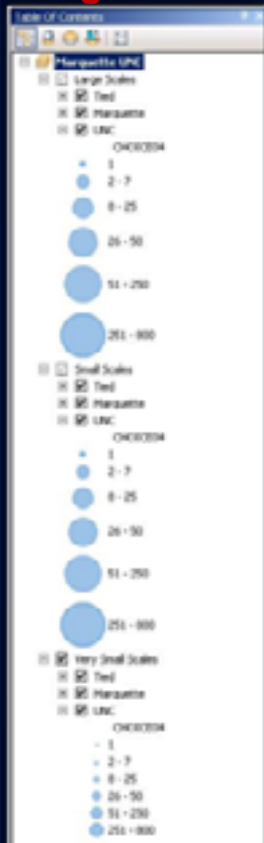 Table Of Contents
Marquette UNC
Large Scales
Tied
Marquette
UNC
CHOICE04
1
2 - 7
8 - 25
26 - 50
51 - 250
251 - 800
Small Scales
Tied
Marquette
UNC
CHOICE04
1
2 - 7
8 - 25
26 - 50
51 - 250
251 - 800
Very Small Scales
Tied
Marquette
UNC
CHOICE04
1
2 - 7
8 - 25
26 - 50
51 - 250
251 - 800